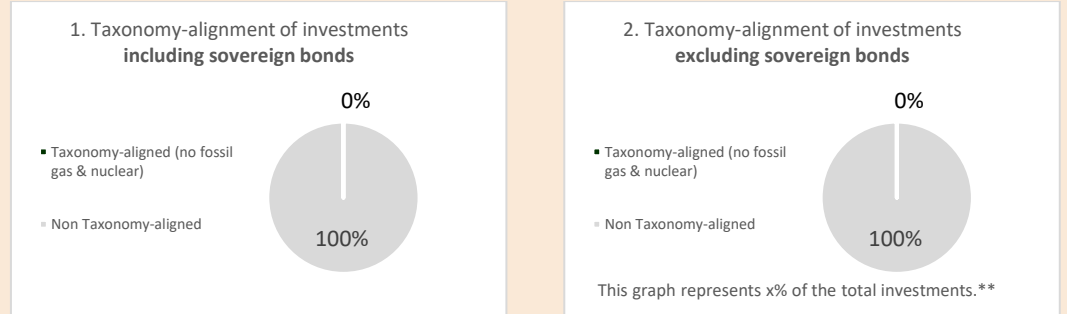 1. Taxonomy-alignment of investments
including sovereign bonds
0%
Taxonomy-aligned (no fossil
gas & nuclear)
Non Taxonomy-aligned
100%
2. Taxonomy-alignment of investments
excluding sovereign bonds
0%
Taxonomy-aligned (no fossil
gas & nuclear)
Non Taxonomy-aligned
100%
This graph represents x% of the total investments.**